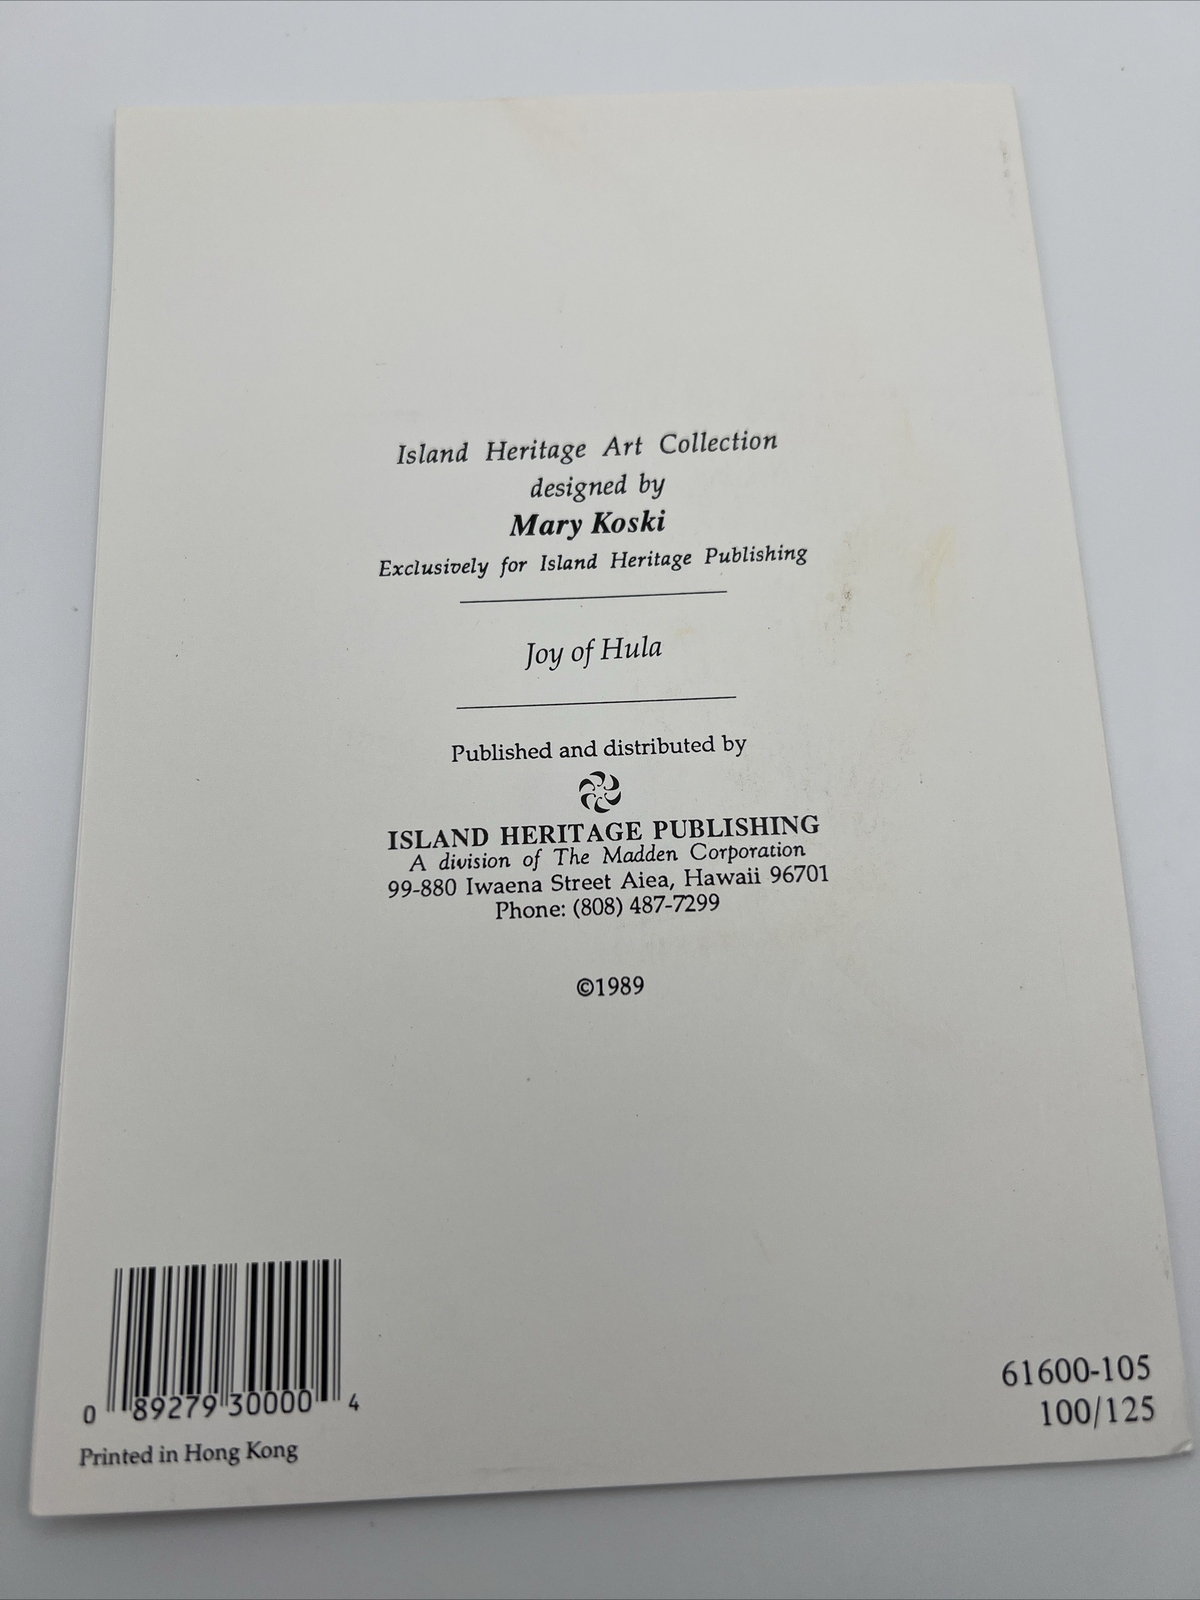 Island Heritage Art Collection
designed by
Mary Koski
Exclusively for Island Heritage Publishing
Joy of Hula
Published and distributed by
ISLAND HERITAGE PUBLISHING
A division of The Madden Corporation
99-880 Iwaena Street Aiea, Hawaii 96701
Phone: (808) 487-7299
©1989
0 89279 30000 4
Printed in Hong Kong
61600-105
100/125